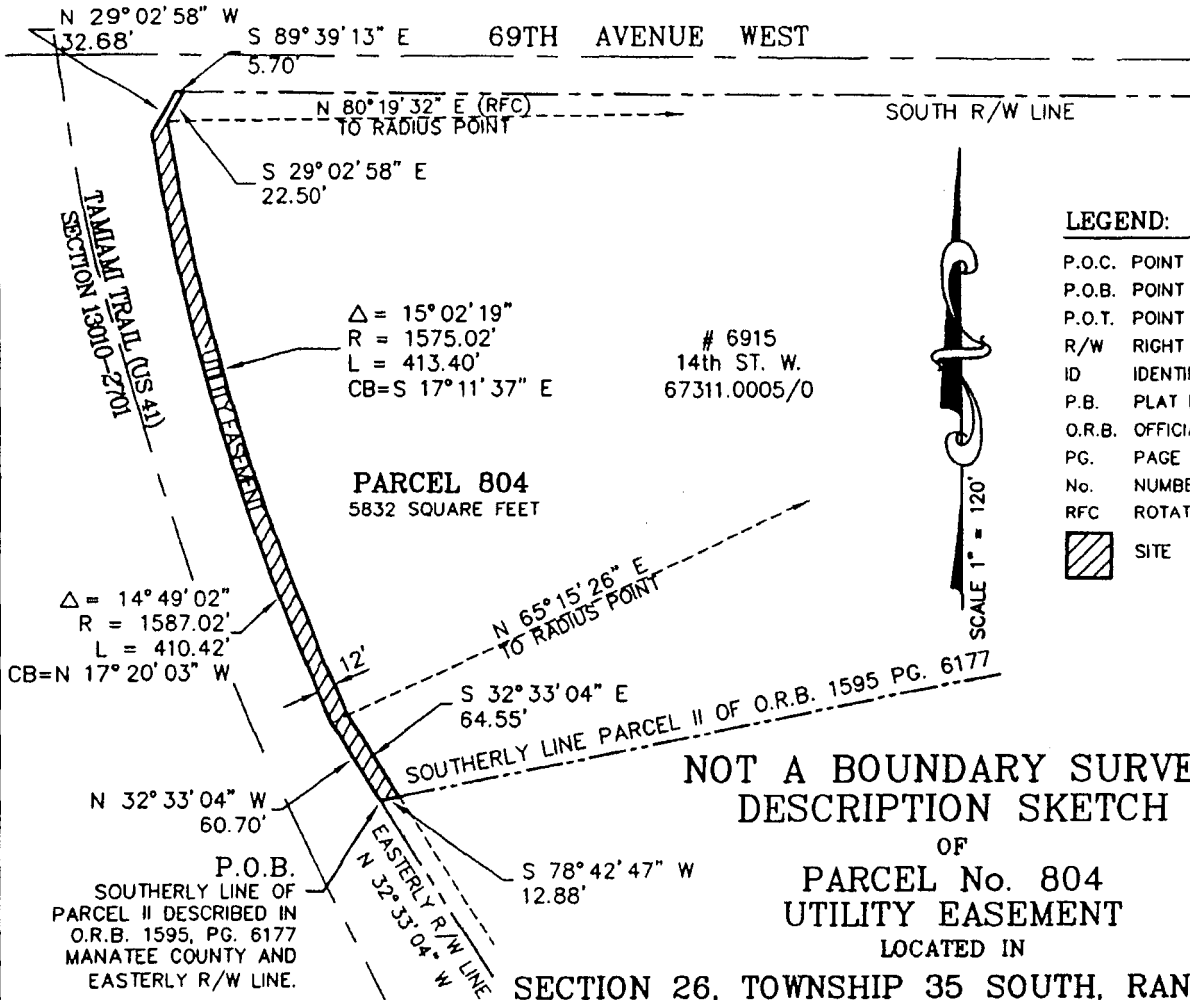 N 29°02'58" W
32.68'
S 89°39'13" E
5.70'
69TH AVENUE WEST
N 80°19'32" E (RFC)
TO RADIUS POINT
SOUTH R/W LINE
S 29°02'58" E
22.50'
TAMIAMI TRAIL (US 41)
SECTION 13010-2701
△ = 15°02'19"
R = 1575.02'
L = 413.40'
CB=S 17°11'37" E
# 6915
14th ST. W.
67311.0005/0
LEGEND:
P.O.C. POINT
P.O.B. POINT
P.O.T. POINT
R/W RIGHT
ID
P.B. PLAT
O.R.B.
PG. PAGE
No.
RFC
SITE
UTILITY EASEMENT
PARCEL 804
5832 SQUARE FEET
SCALE 1" = 120'
△ = 14°49'02"
R = 1587.02'
L = 410.42'
CB=N 17°20'03" W
12'
N 65°15'26" E
TO RADIUS POINT
S 32°33'04" E
64.55'
SOUTHERLY LINE PARCEL II OF O.R.B. 1595 PG. 6177
N 32°33'04" W
60.70'
P.O.B.
SOUTHERLY LINE OF
PARCEL II DESCRIBED IN
O.R.B. 1595, PG. 6177
MANATEE COUNTY AND
EASTERLY R/W LINE.
EASTERLY R/W LINE
N 32°33'04" W
S 78°42'47" W
12.88'
NOT A BOUNDARY SURVE
DESCRIPTION SKETCH
OF
PARCEL No. 804
UTILITY EASEMENT
LOCATED IN
SECTION 26, TOWNSHIP 35 SOUTH, RAN